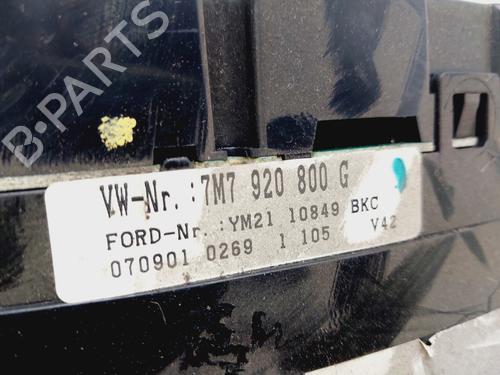 B-PARTS
VW-Nr.:7M7 920 800 G
FORD-Nr.:YM21 10849 BKC
070901 0269 1 105 V42